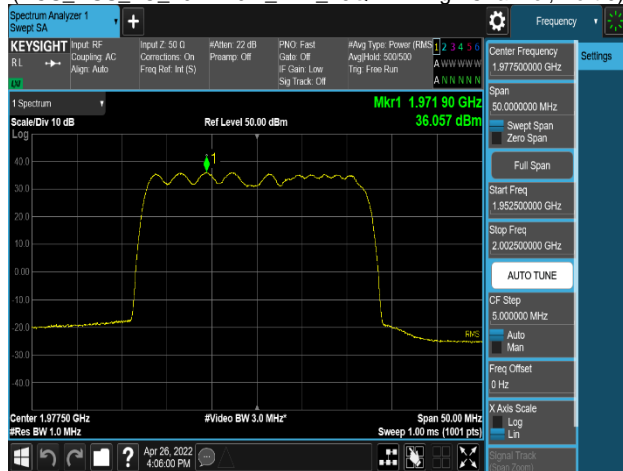 Spectrum Analyzer 1
Swept SA
Frequency
KEYSIGHT
Input: RF
Coupling: AC
Align: Auto
Input Z: 50 Ω
Corrections: On
Freq Ref: Int (S)
#Atten: 22 dB
Preamp: Off
PNO: Fast
Gate: Off
IF Gain: Low
Sig Track: Off
#Avg Type: Power (RMS
Avg|Hold: 500/500
Trig: Free Run
1 2 3 4 5 6
A W W W W W
A N N N N N
R L
Settings
Center Frequency
1.977500000 GHz
Span
50.0000000 MHz
Swept Span
Zero Span
Full Span
Start Freq
1.952500000 GHz
Stop Freq
2.002500000 GHz
AUTO TUNE
CF Step
5.000000 MHz
Auto
Man
Freq Offset
0 Hz
X Axis Scale
Log
Lin
Signal Track
(Span Zoom)
1 Spectrum
Mkr1 1.971 90 GHz
Scale/Div 10 dB
Ref Level 50.00 dBm
36.057 dBm
Log
1
40.0
30.0
20.0
10.0
0.00
-10.0
-20.0
-30.0
-40.0
RMS
Center 1.97750 GHz
#Video BW 3.0 MHz*
Span 50.00 MHz
#Res BW 1.0 MHz
Sweep 1.00 ms (1001 pts)
?
Apr 26, 2022
4:06:00 PM